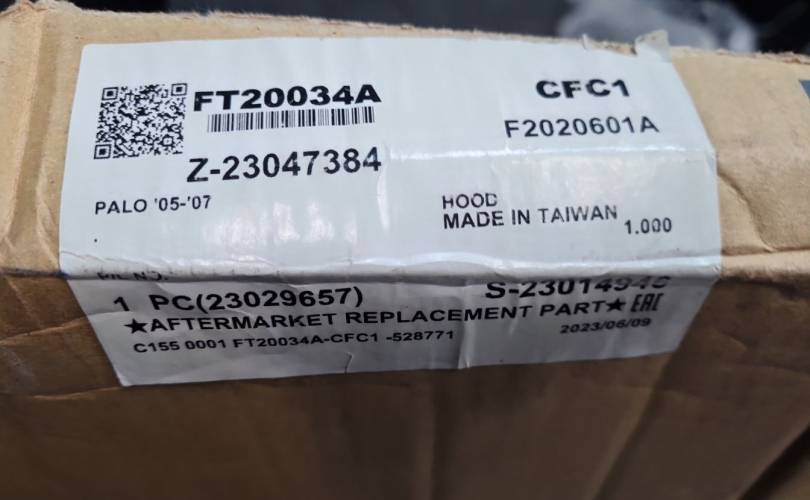 FT20034A
CFC1
F2020601A
Z-23047384
PALO '05-'07
HOOD
MADE IN TAIWAN
1.000
1 PC(23029657)
★AFTERMARKET REPLACEMENT PART★ EAC
2023/06/09
C155 0001 FT20034A-CFC1 -528771